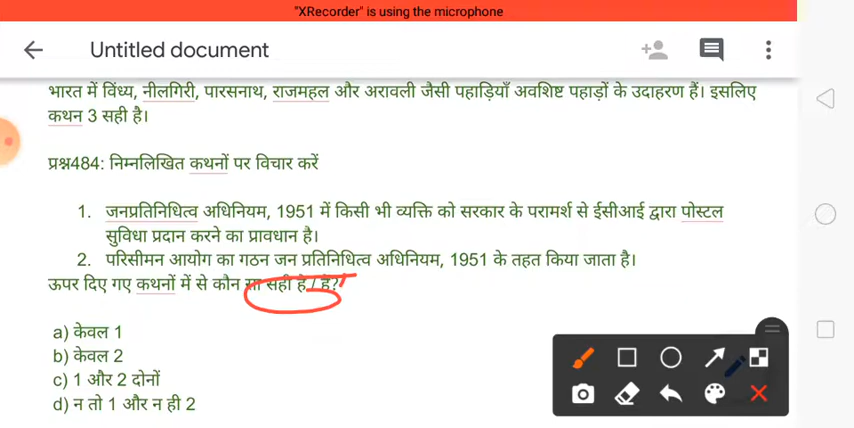 "XRecorder" is using the microphone
Untitled document
भारत में विंध्य, नीलगिरी, पारसनाथ, राजमहल और अरावली जैसी पहाड़ियाँ अवशिष्ट पहाड़ों के उदाहरण हैं। इसलिए
कथन 3 सही है।
प्रश्न484: निम्नलिखित कथनों पर विचार करें
1. जनप्रतिनिधित्व अधिनियम, 1951 में किसी भी व्यक्ति को सरकार के परामर्श से ईसीआई द्वारा पोस्टल
सुविधा प्रदान करने का प्रावधान है।
2. परिसीमन आयोग का गठन जन प्रतिनिधित्व अधिनियम, 1951 के तहत किया जाता है।
ऊपर दिए गए कथनों में से कौन सा सही है / हैं?
a) केवल 1
b) केवल 2
c) 1 और 2 दोनों
d) न तो 1 और न ही 2